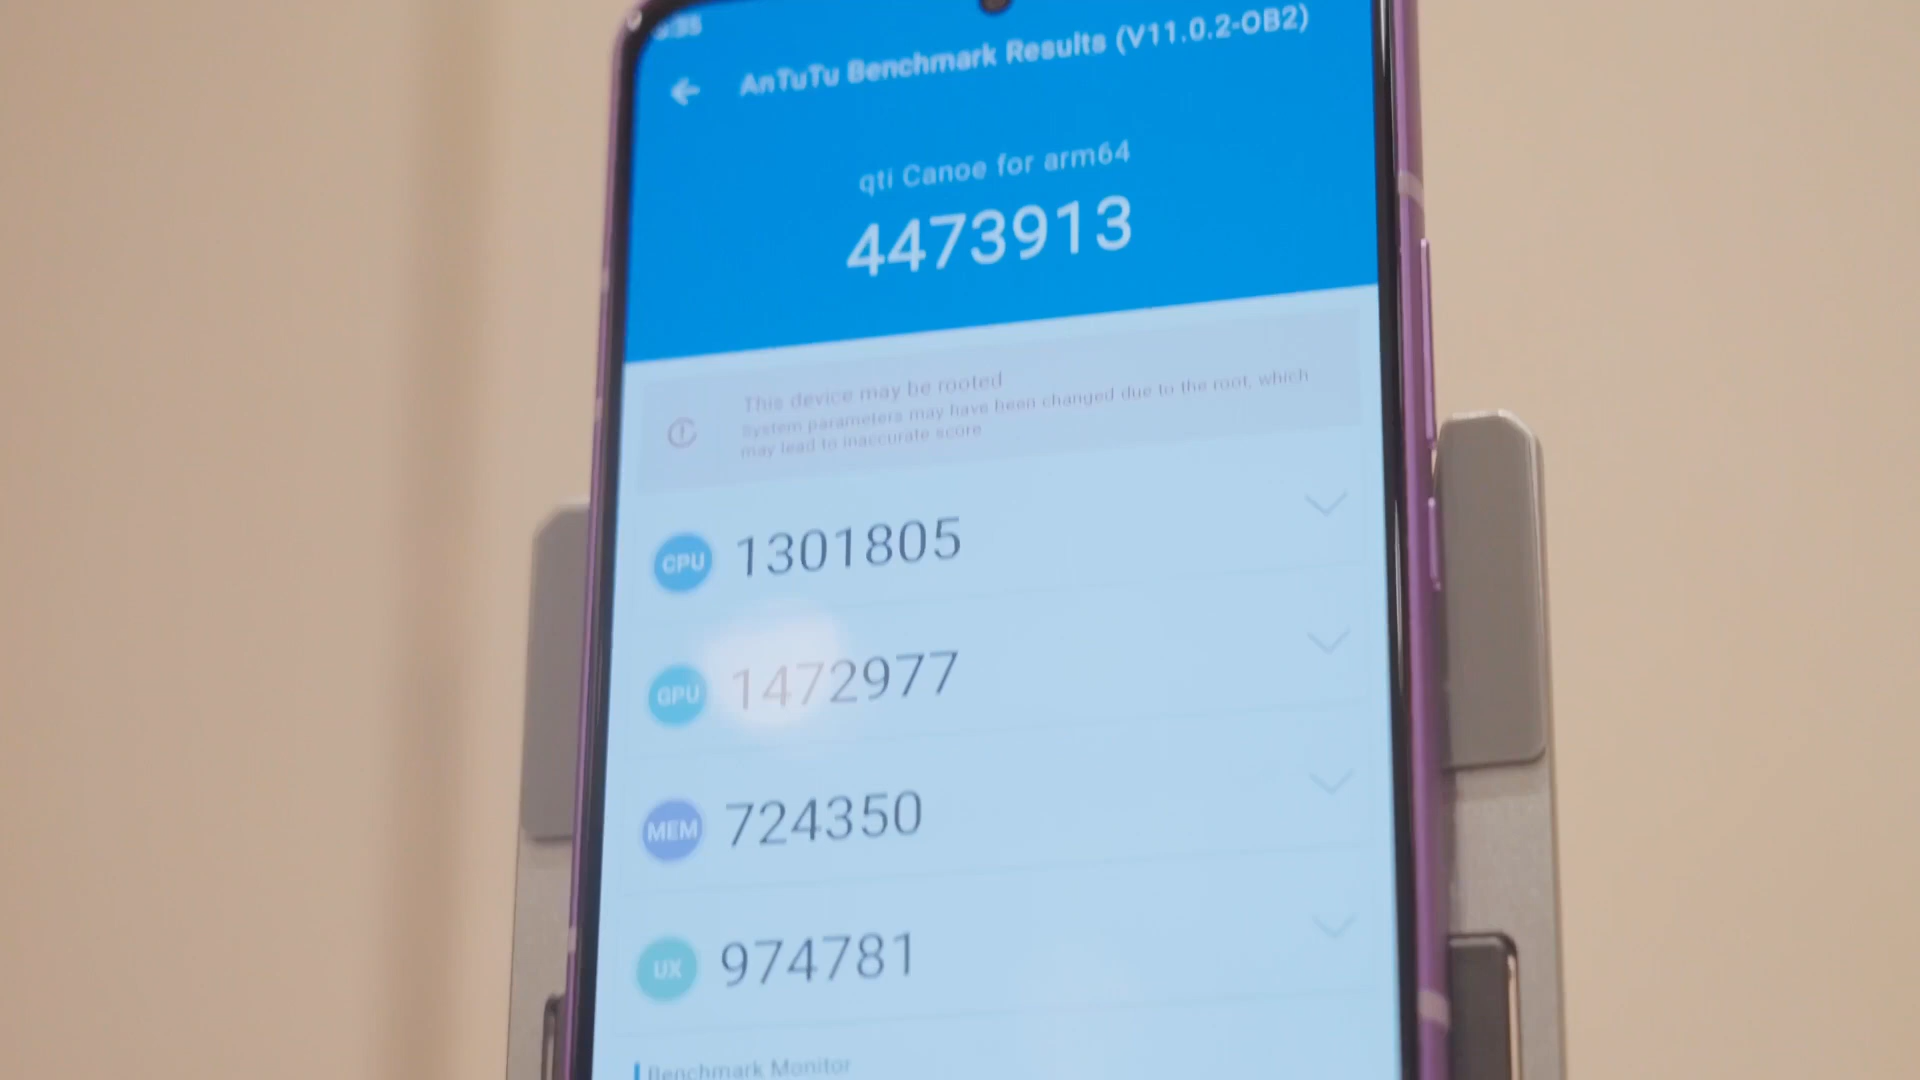 AnTuTu Benchmark Results (V11.0.2-OB2)
qti Canoe for arm64
4473913
This device may be rooted
System parameters may have been changed due to the root, which
may lead to inaccurate score
CPU 1301805
GPU 1472977
MEM 724350
UX 974781
Benchmark Monitor